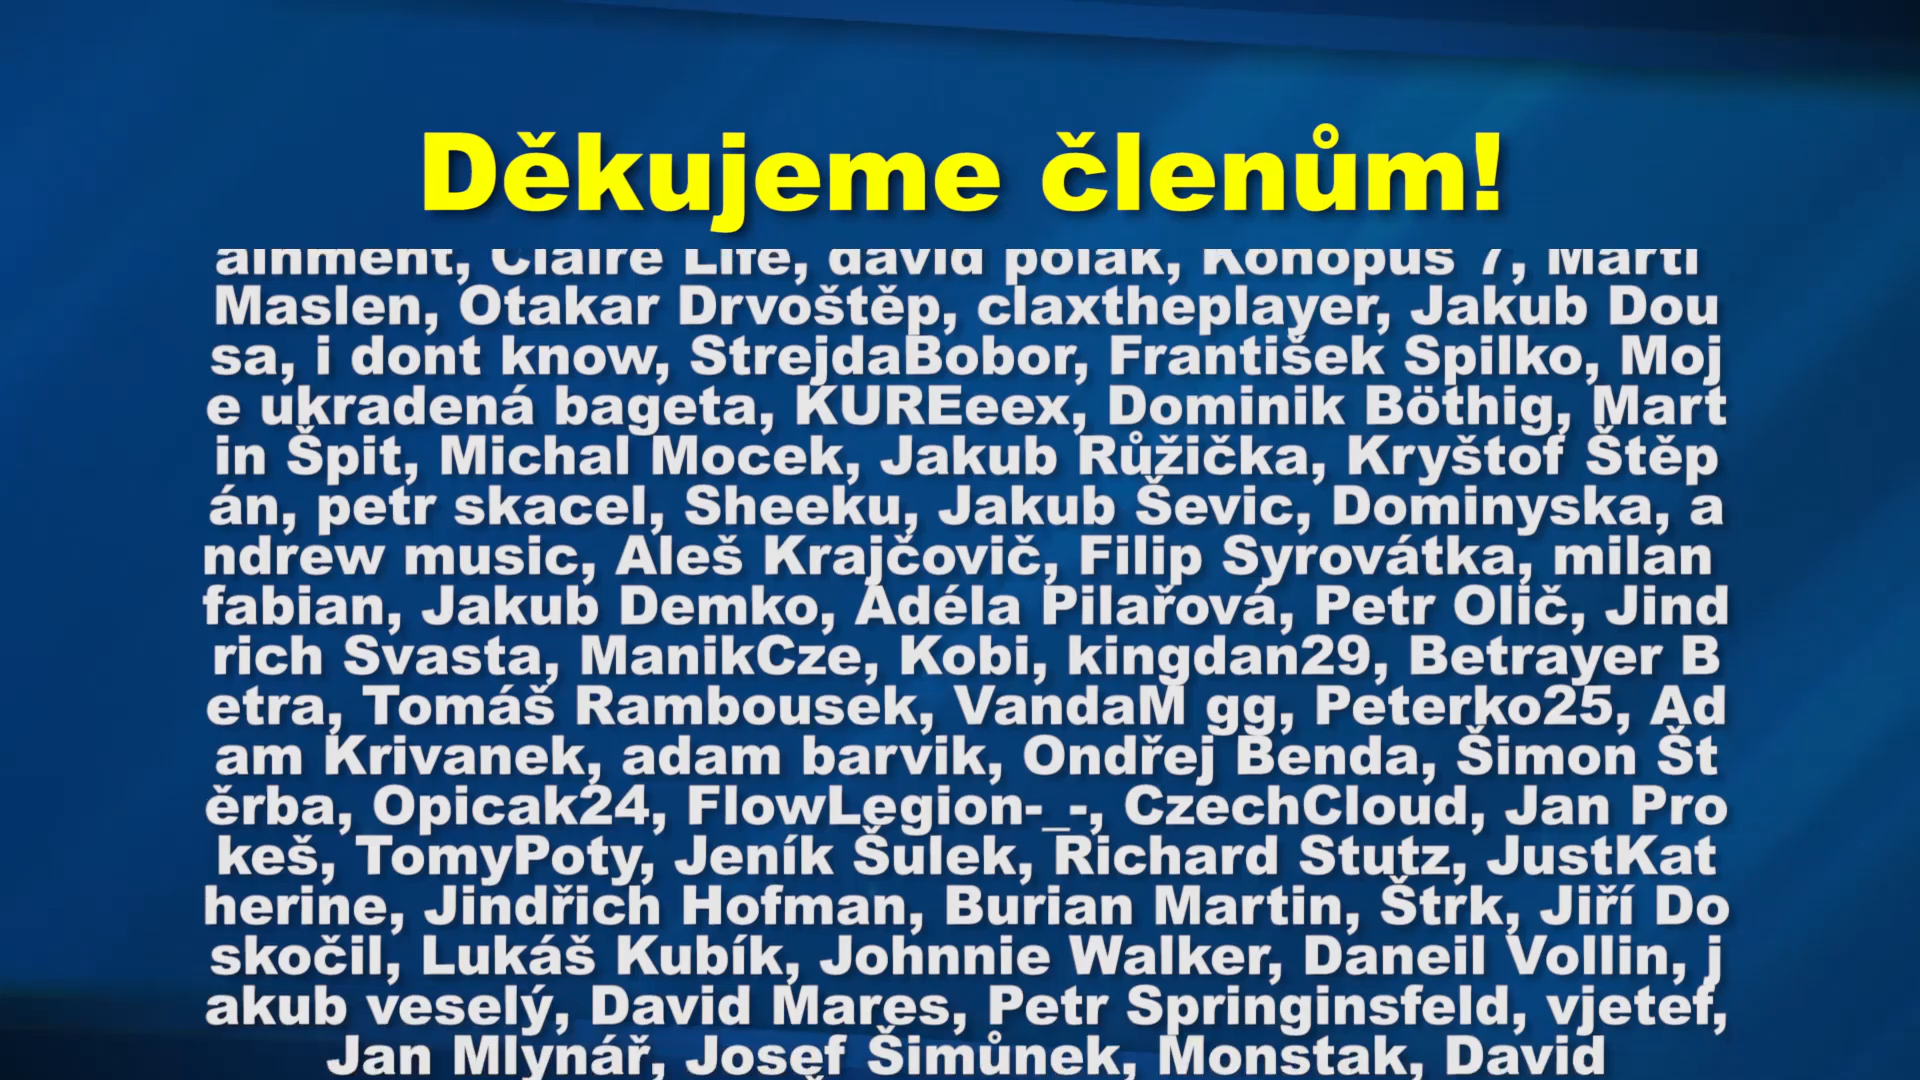 Děkujeme členům!
ainment, Claire Life, david polak, Konopus 7, Marti
Maslen, Otakar Drvoštěp, claxtheplayer, Jakub Dou
sa, i dont know, StrejdaBobor, František Spilko, Moj
e ukradená bageta, KUREeex, Dominik Böthig, Mart
in Špit, Michal Mocek, Jakub Růžička, Kryštof Štěp
án, petr skacel, Sheeku, Jakub Ševic, Dominyska, a
ndrew music, Aleš Krajčovič, Filip Syrovátka, milan
fabian, Jakub Demko, Adéla Pilařová, Petr Olič, Jind
rich Svasta, ManikCze, Kobi, kingdan29, Betrayer B
etra, Tomáš Rambousek, VandaM gg, Peterko25, Ad
am Krivanek, adam barvik, Ondřej Benda, Šimon Št
ěrba, Opicak24, FlowLegion-_-, CzechCloud, Jan Pro
keš, TomyPoty, Jeník Šulek, Richard Stutz, JustKat
herine, Jindřich Hofman, Burian Martin, Štrk, Jiří Do
skočil, Lukáš Kubík, Johnnie Walker, Daneil Vollin, j
akub veselý, David Mares, Petr Springinsfeld, vjetef,
Jan Mlynář, Josef Šimůnek, Monstak, David